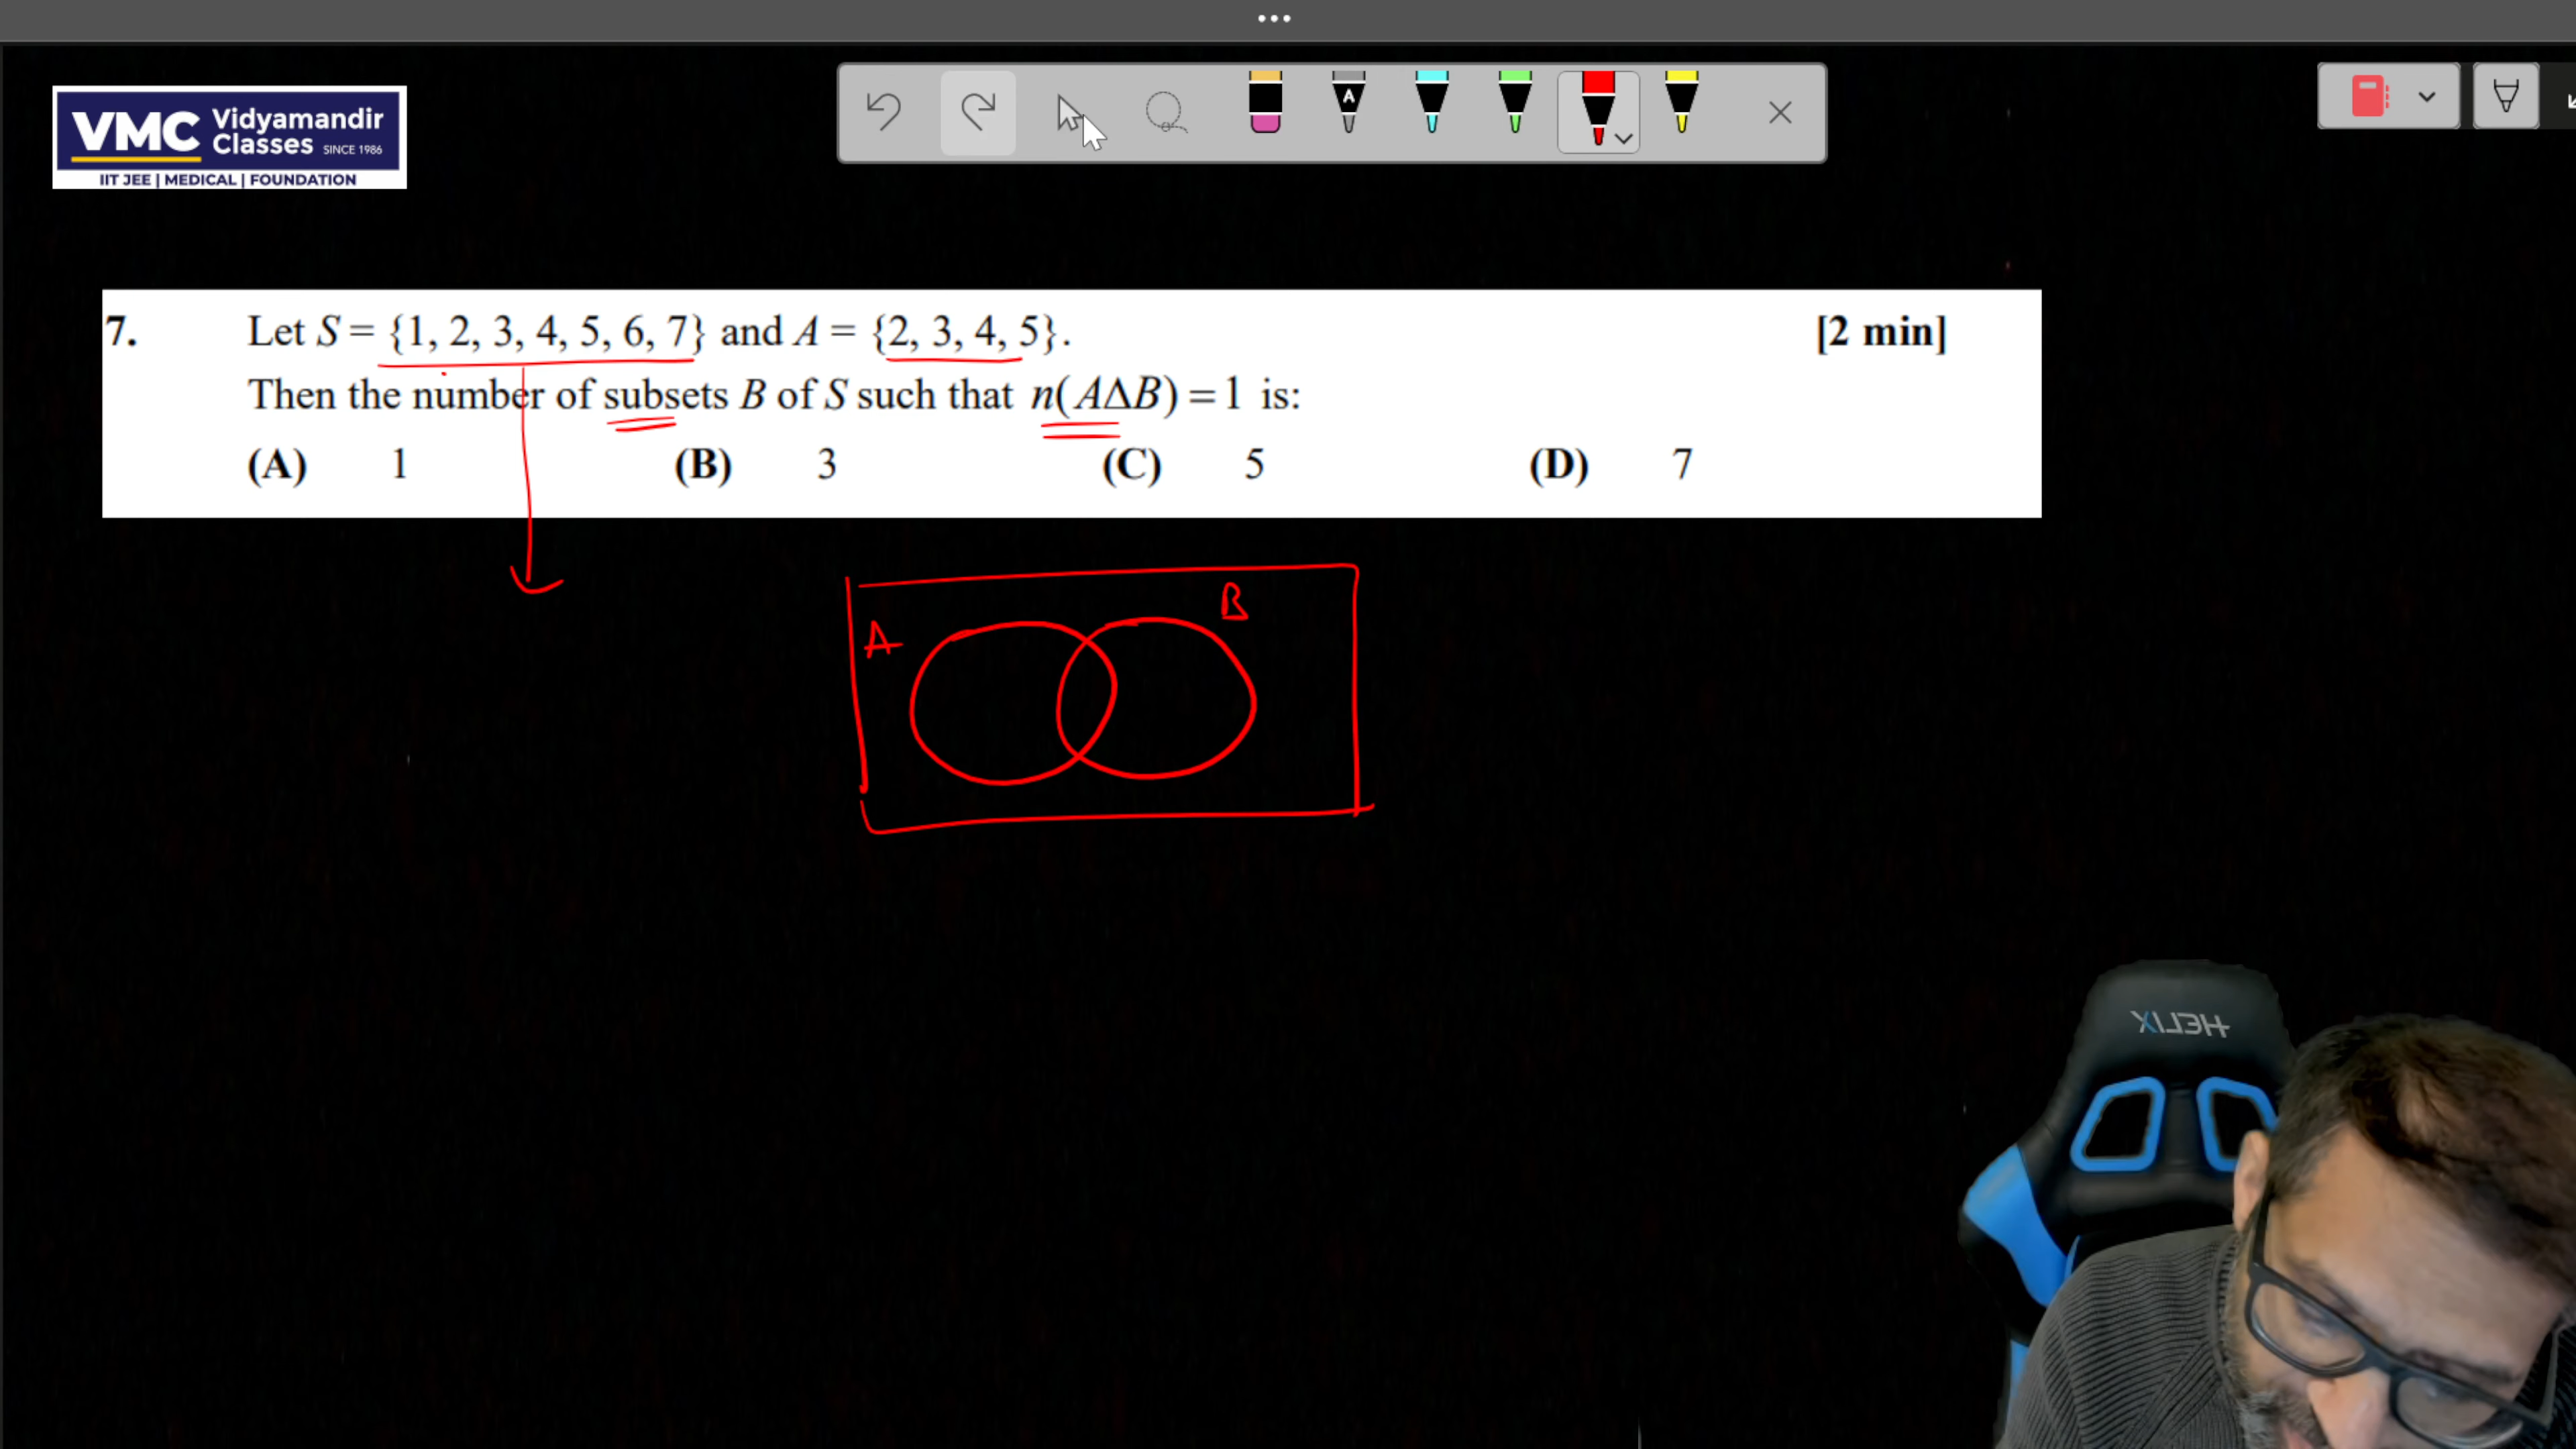 VMC Vidyamandir
Classes SINCE 1986
IIT JEE | MEDICAL | FOUNDATION
A
7. Let S = {1, 2, 3, 4, 5, 6, 7} and A = {2, 3, 4, 5}. [2 min]
Then the number of subsets B of S such that n(AΔB) = 1 is:
(A) 1 (B) 3 (C) 5 (D) 7
A B
HELIX